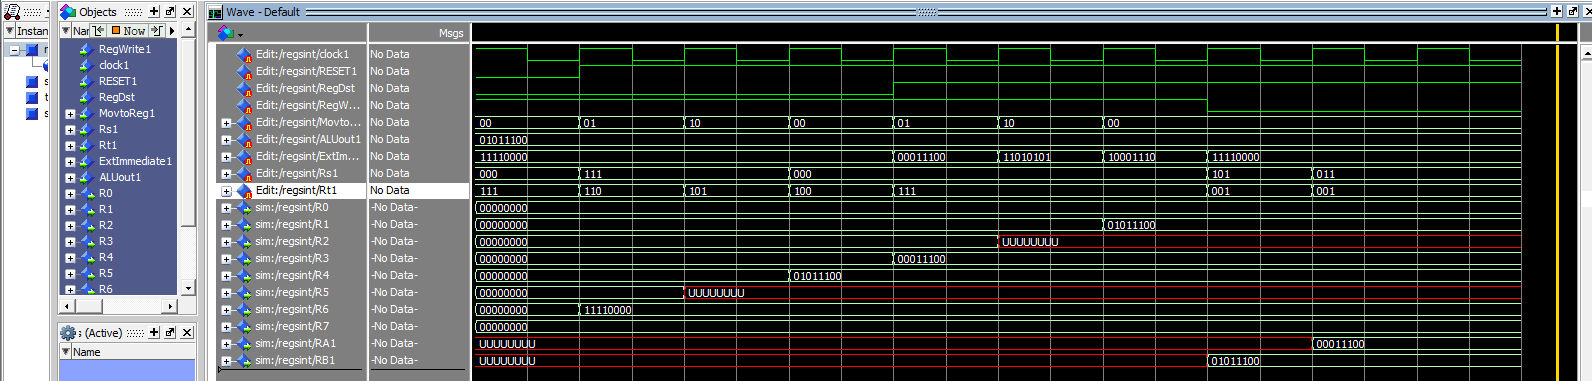 Objects
Wave - Default
Instan
Now
Msgs
RegWrite1
clock1
RESET1
RegDst
MovtoReg1
Rs1
Rt1
ExtImmediate1
ALUout1
R0
R1
R2
R3
R4
R5
R6
(Active)
Name
Edit:/regsint/clock1 No Data
Edit:/regsint/RESET1 No Data
Edit:/regsint/RegDst No Data
Edit:/regsint/RegW... No Data
Edit:/regsint/Movto... No Data 00 01 10 00 01 10 00
Edit:/regsint/ALUout1 No Data 01011100
Edit:/regsint/ExtIm... No Data 11110000 00011100 11010101 10001110 11110000
Edit:/regsint/Rs1 No Data 000 111 000 101 011
Edit:/regsint/Rt1 No Data 111 110 101 100 111 001 001
sim:/regsint/R0 -No Data- 00000000
sim:/regsint/R1 -No Data- 00000000 01011100
sim:/regsint/R2 -No Data- 00000000 UUUUUUUU
sim:/regsint/R3 -No Data- 00000000 00011100
sim:/regsint/R4 -No Data- 00000000 01011100
sim:/regsint/R5 -No Data- 00000000 UUUUUUUU
sim:/regsint/R6 -No Data- 00000000 11110000
sim:/regsint/R7 -No Data- 00000000
sim:/regsint/RA1 -No Data- UUUUUUUU 00011100
sim:/regsint/RB1 -No Data- UUUUUUUU 01011100